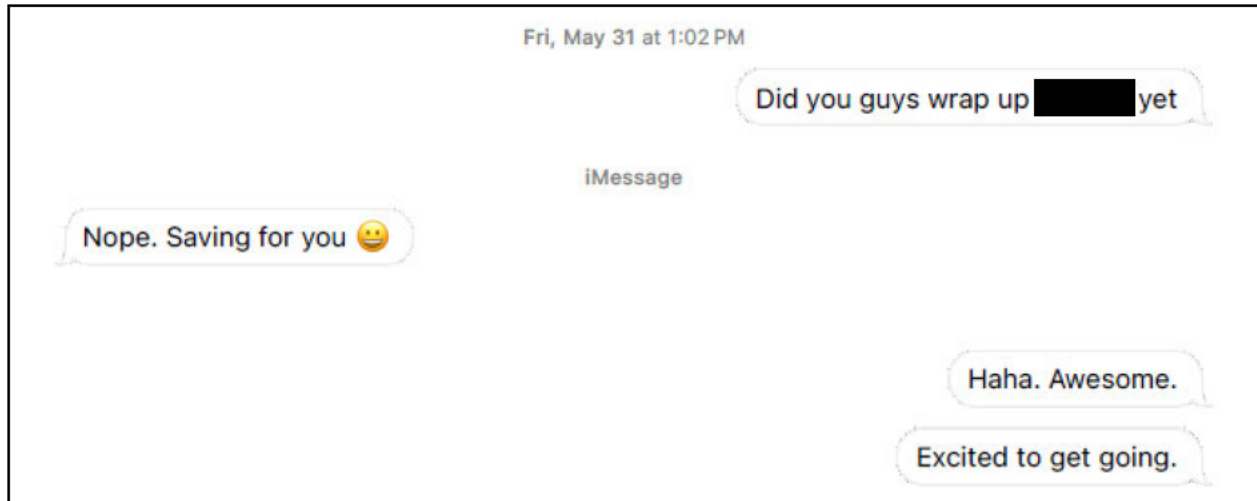 Fri, May 31 at 1:02 PM
Did you guys wrap up yet
iMessage
Nope. Saving for you 😀
Haha. Awesome.
Excited to get going.